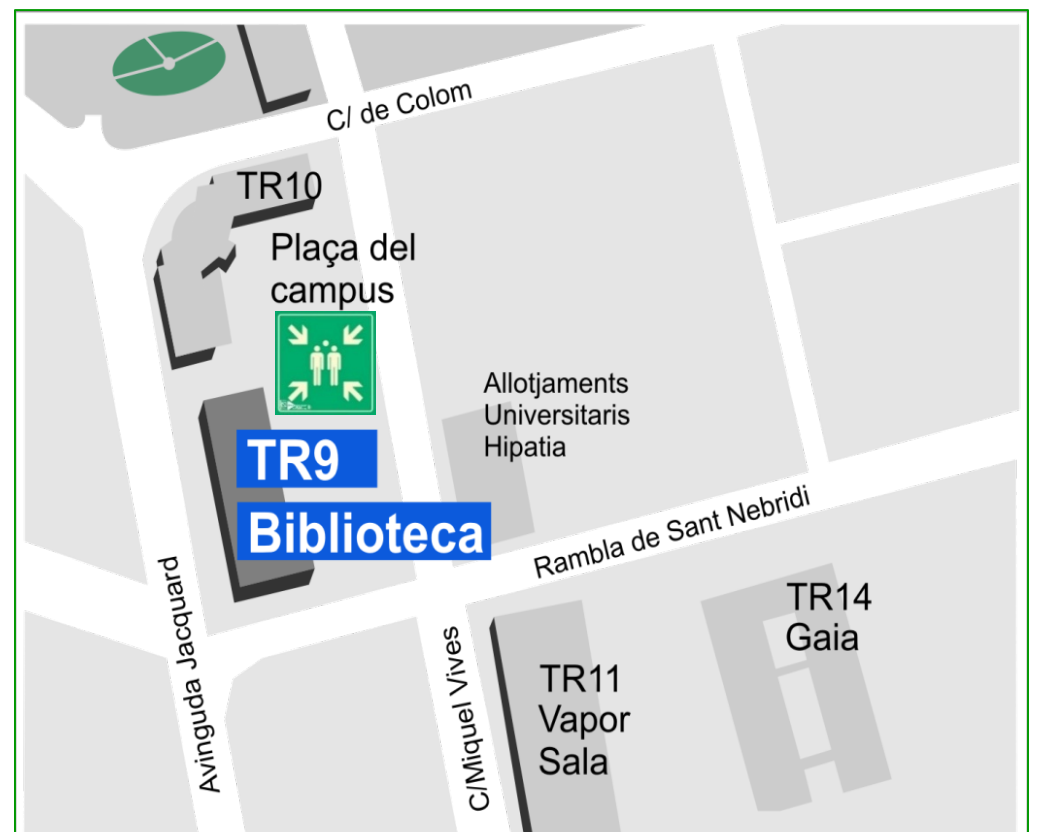 C/ de Colom
TR10
Plaça del
campus
Allotjaments
Universitaris
Hipatia
TR9
Biblioteca
Rambla de Sant Nebridi
Avinguda Jacquard
C/Miquel Vives
TR11
Vapor
Sala
TR14
Gaia